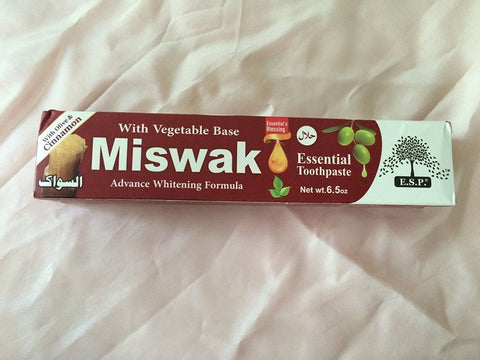 With Olive &
Cinnamon
السواك
With Vegetable Base
Miswak
Advance Whitening Formula
Essential's
Blessing
حلال
Essential
Toothpaste
Net wt.6.5oz
E.S.P.